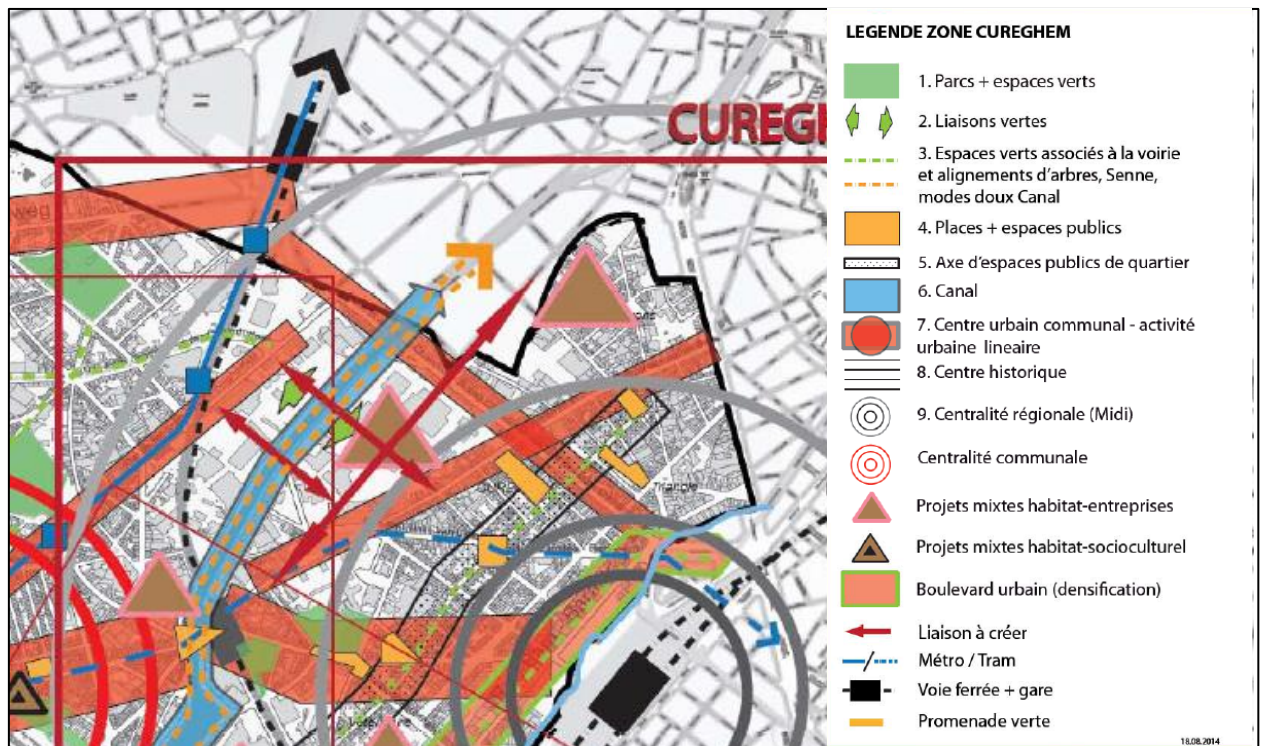 CUREGH
LEGENDE ZONE CUREGHEM
1. Parcs + espaces verts
2. Liaisons vertes
3. Espaces verts associés à la voirie
et alignements d'arbres, Senne,
modes doux Canal
4. Places + espaces publics
5. Axe d'espaces publics de quartier
6. Canal
7. Centre urbain communal - activité
urbaine lineaire
8. Centre historique
9. Centralité régionale (Midi)
Centralité communale
Projets mixtes habitat-entreprises
Projets mixtes habitat-socioculturel
Boulevard urbain (densification)
Liaison à créer
Métro / Tram
Voie ferrée + gare
Promenade verte
18.08.2014